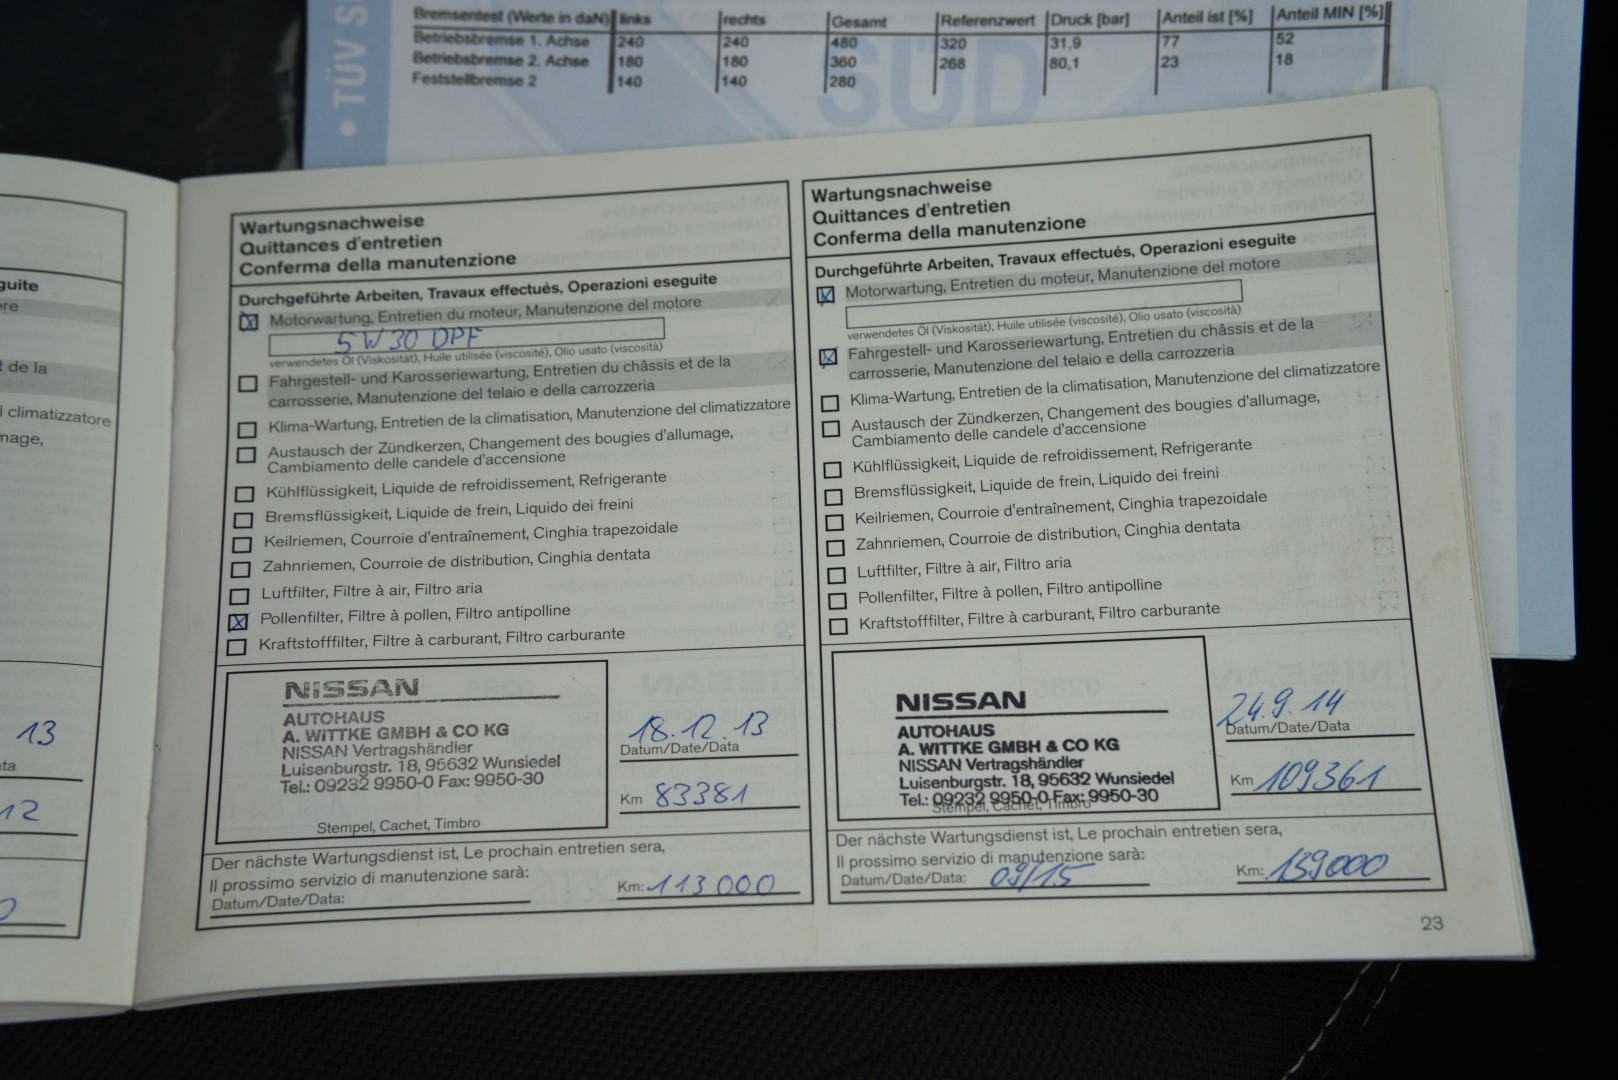 TÜV S
Bremsentest (Werte in daN) links rechts Gesamt Referenzwert Druck [bar] Anteil ist [%] Anteil MIN [%]
Betriebsbremse 1. Achse 240 240 480 320 31,9 77 52
Betriebsbremse 2. Achse 180 180 360 268 80,1 23 18
Feststellbremse 2 140 140 280
SÜD
guite
re
t de la
l climatizzatore
mage,
13
ta
12
0
Wartungsnachweise
Quittances d'entretien
Conferma della manutenzione
Durchgeführte Arbeiten, Travaux effectués, Operazioni eseguite
Motorwartung, Entretien du moteur, Manutenzione del motore
5W30 DPF
verwendetes Öl (Viskosität), Huile utilisée (viscosité), Olio usato (viscosità)
Fahrgestell- und Karosseriewartung, Entretien du châssis et de la
carrosserie, Manutenzione del telaio e della carrozzeria
Klima-Wartung, Entretien de la climatisation, Manutenzione del climatizzatore
Austausch der Zündkerzen, Changement des bougies d'allumage,
Cambiamento delle candele d'accensione
Kühlflüssigkeit, Liquide de refroidissement, Refrigerante
Bremsflüssigkeit, Liquide de frein, Liquido dei freini
Keilriemen, Courroie d'entraînement, Cinghia trapezoidale
Zahnriemen, Courroie de distribution, Cinghia dentata
Luftfilter, Filtre à air, Filtro aria
Pollenfilter, Filtre à pollen, Filtro antipolline
Kraftstofffilter, Filtre à carburant, Filtro carburante
NISSAN
AUTOHAUS
A. WITTKE GMBH & CO KG
NISSAN Vertragshändler
Luisenburgstr. 18, 95632 Wunsiedel
Tel.: 09232 9950-0 Fax: 9950-30
Stempel, Cachet, Timbro
18.12.13
Datum/Date/Data
Km 83381
Der nächste Wartungsdienst ist, Le prochain entretien sera,
Il prossimo servizio di manutenzione sarà:
Datum/Date/Data:
Km: 113000
Wartungsnachweise
Quittances d'entretien
Conferma della manutenzione
Durchgeführte Arbeiten, Travaux effectués, Operazioni eseguite
Motorwartung, Entretien du moteur, Manutenzione del motore
verwendetes Öl (Viskosität), Huile utilisée (viscosité), Olio usato (viscosità)
Fahrgestell- und Karosseriewartung, Entretien du châssis et de la
carrosserie, Manutenzione del telaio e della carrozzeria
Klima-Wartung, Entretien de la climatisation, Manutenzione del climatizzatore
Austausch der Zündkerzen, Changement des bougies d'allumage,
Cambiamento delle candele d'accensione
Kühlflüssigkeit, Liquide de refroidissement, Refrigerante
Bremsflüssigkeit, Liquide de frein, Liquido dei freini
Keilriemen, Courroie d'entraînement, Cinghia trapezoidale
Zahnriemen, Courroie de distribution, Cinghia dentata
Luftfilter, Filtre à air, Filtro aria
Pollenfilter, Filtre à pollen, Filtro antipolline
Kraftstofffilter, Filtre à carburant, Filtro carburante
NISSAN
AUTOHAUS
A. WITTKE GMBH & CO KG
NISSAN Vertragshändler
Luisenburgstr. 18, 95632 Wunsiedel
Tel.: 09232 9950-0 Fax: 9950-30
Stempel, Cachet, Timbro
24.9.14
Datum/Date/Data
Km 109361
Der nächste Wartungsdienst ist, Le prochain entretien sera,
Il prossimo servizio di manutenzione sarà:
Datum/Date/Data: 09/15
Km: 139000
23